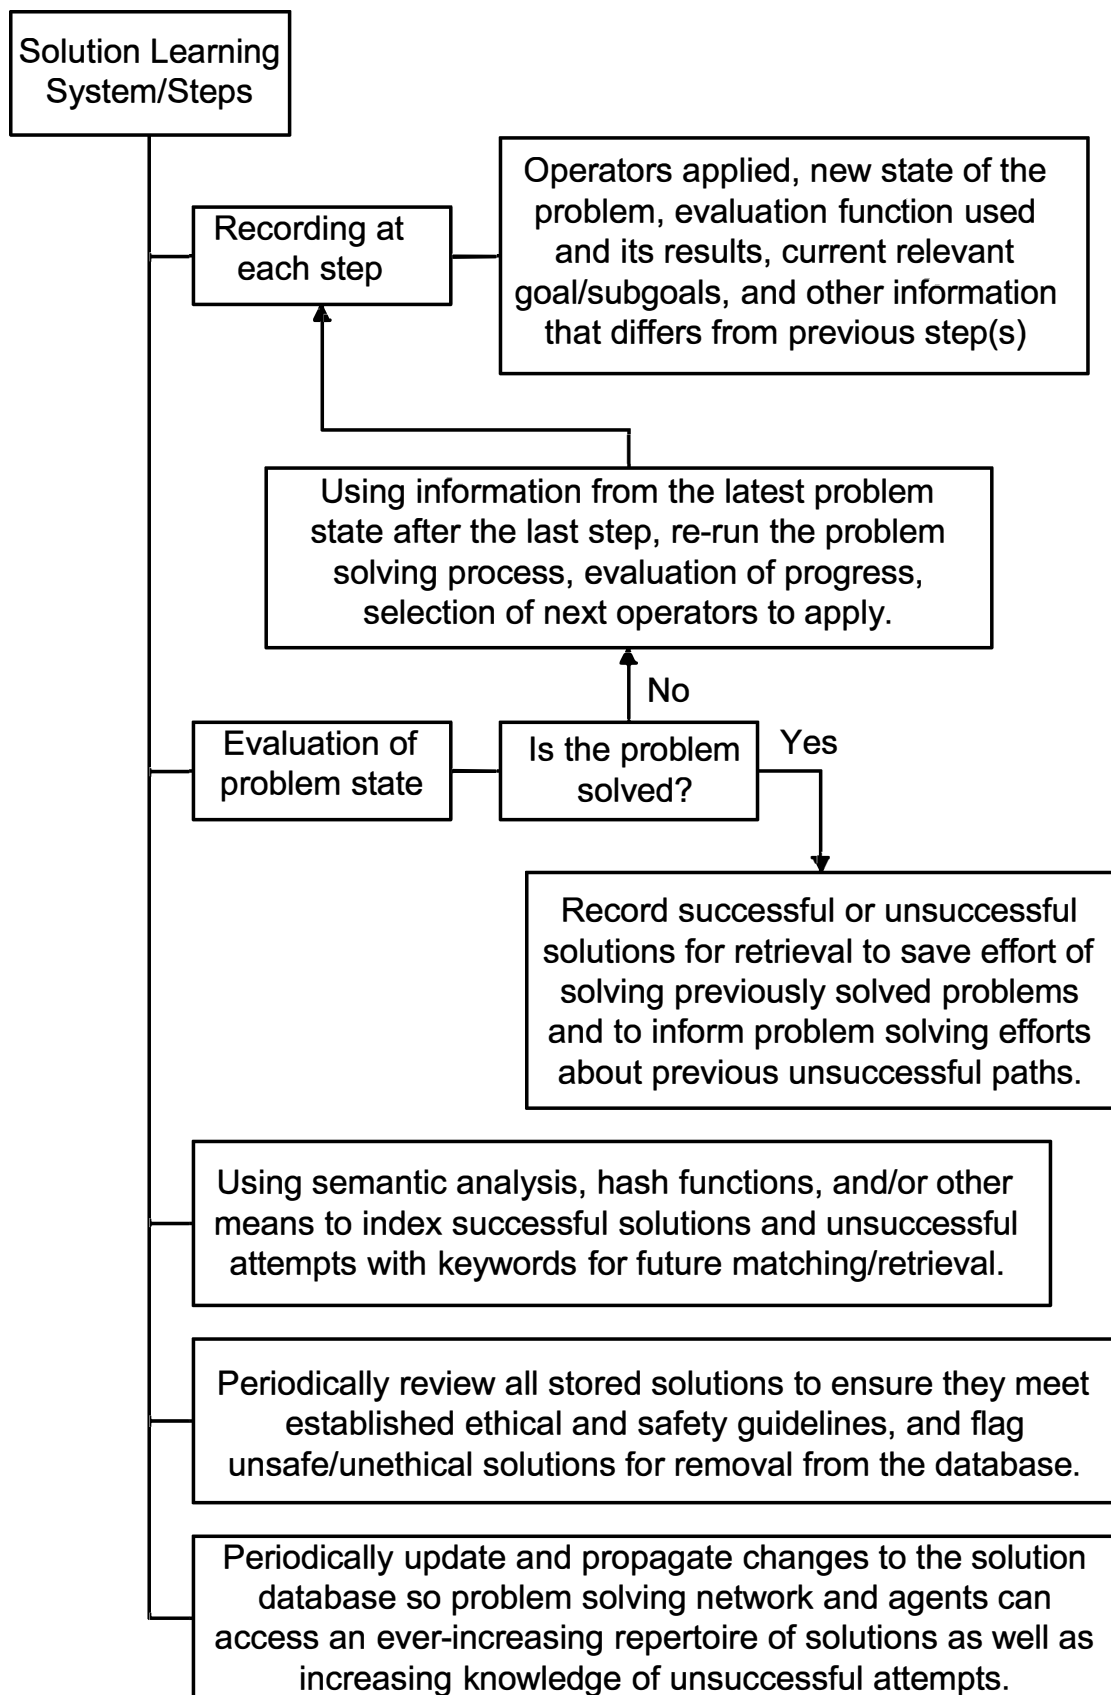 Solution Learning
System/Steps
Recording at
each step
Operators applied, new state of the
problem, evaluation function used
and its results, current relevant
goal/subgoals, and other information
that differs from previous step(s)
Using information from the latest problem
state after the last step, re-run the problem
solving process, evaluation of progress,
selection of next operators to apply.
No
Evaluation of
problem state
Is the problem
solved?
Yes
Record successful or unsuccessful
solutions for retrieval to save effort of
solving previously solved problems
and to inform problem solving efforts
about previous unsuccessful paths.
Using semantic analysis, hash functions, and/or other
means to index successful solutions and unsuccessful
attempts with keywords for future matching/retrieval.
Periodically review all stored solutions to ensure they meet
established ethical and safety guidelines, and flag
unsafe/unethical solutions for removal from the database.
Periodically update and propagate changes to the solution
database so problem solving network and agents can
access an ever-increasing repertoire of solutions as well as
increasing knowledge of unsuccessful attempts.